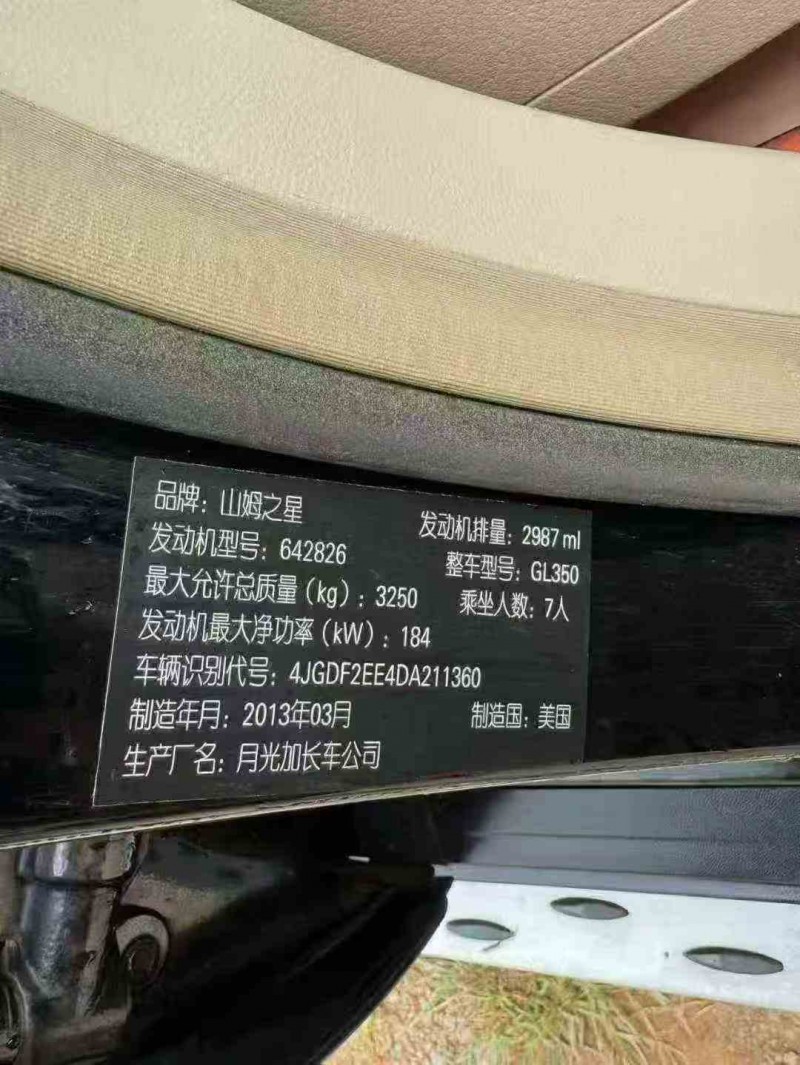 品牌：山姆之星
发动机型号：642826 发动机排量：2987 ml
最大允许总质量（kg）：3250 整车型号：GL350
发动机最大净功率（kW）：184 乘坐人数：7人
车辆识别代号：4JGDF2EE4DA211360
制造年月：2013年03月 制造国：美国
生产厂名：月光加长车公司